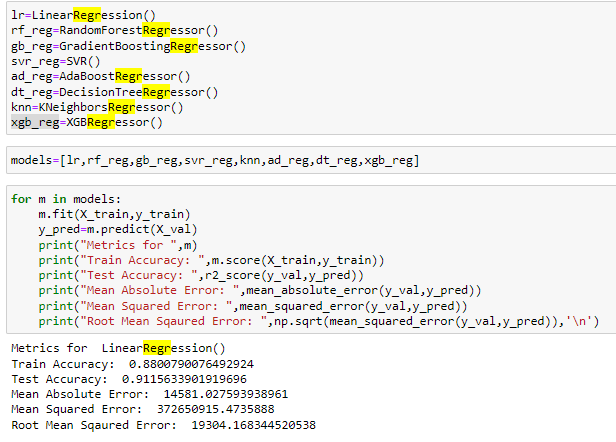 lr=LinearRegression()
rf_reg=RandomForestRegressor()
gb_reg=GradientBoostingRegressor()
svr_reg=SVR()
ad_reg=AdaBoostRegressor()
dt_reg=DecisionTreeRegressor()
knn=KNeighborsRegressor()
xgb_reg=XGBRegressor()
models=[lr,rf_reg,gb_reg,svr_reg,knn,ad_reg,dt_reg,xgb_reg]
for m in models:
    m.fit(X_train,y_train)
    y_pred=m.predict(X_val)
    print("Metrics for ",m)
    print("Train Accuracy: ",m.score(X_train,y_train))
    print("Test Accuracy: ",r2_score(y_val,y_pred))
    print("Mean Absolute Error: ",mean_absolute_error(y_val,y_pred))
    print("Mean Squared Error: ",mean_squared_error(y_val,y_pred))
    print("Root Mean Sqaured Error: ",np.sqrt(mean_squared_error(y_val,y_pred)),'\n')
Metrics for  LinearRegression()
Train Accuracy:  0.8800790076492924
Test Accuracy:  0.9115633901919696
Mean Absolute Error:  14581.027593938961
Mean Squared Error:  372650915.4735888
Root Mean Sqaured Error:  19304.168344520538